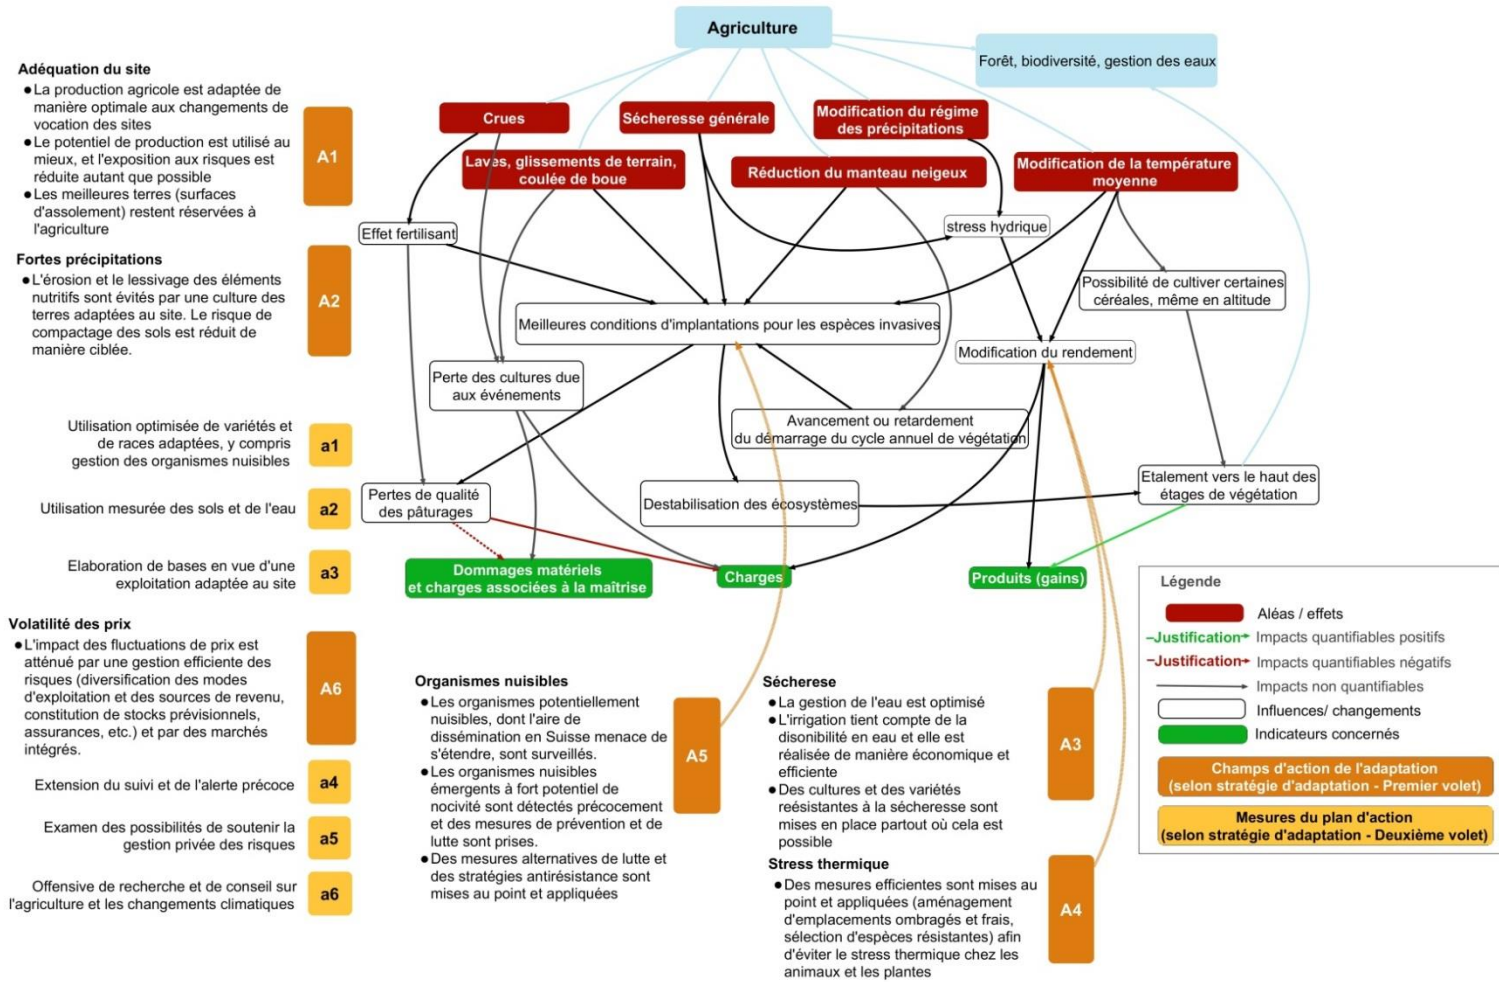 Agriculture
Forêt, biodiversité, gestion des eaux
Adéquation du site
●La production agricole est adaptée de
manière optimale aux changements de
vocation des sites
●Le potentiel de production est utilisé au
mieux, et l'exposition aux risques est
réduite autant que possible
●Les meilleures terres (surfaces
d'assolement) restent réservées à
l'agriculture
A1
Crues
Sécheresse générale
Modification du régime
des précipitations
Laves, glissements de terrain,
coulée de boue
Réduction du manteau neigeux
Modification de la température
moyenne
Effet fertilisant
stress hydrique
Fortes précipitations
●L'érosion et le lessivage des éléments
nutritifs sont évités par une culture des
terres adaptées au site. Le risque de
compactage des sols est réduit de
manière ciblée.
A2
Possibilité de cultiver certaines
céréales, même en altitude
Meilleures conditions d'implantations pour les espèces invasives
Modification du rendement
Perte des cultures due
aux événements
Avancement ou retardement
du démarrage du cycle annuel de végétation
Utilisation optimisée de variétés et
de races adaptées, y compris
gestion des organismes nuisibles
a1
Pertes de qualité
des pâturages
Destabilisation des écosystèmes
Etalement vers le haut des
étages de végétation
Utilisation mesurée des sols et de l'eau
a2
Elaboration de bases en vue d'une
exploitation adaptée au site
a3
Dommages matériels
et charges associées à la maîtrise
Charges
Produits (gains)
Volatilité des prix
●L'impact des fluctuations de prix est
atténué par une gestion efficiente des
risques (diversification des modes
d'exploitation et des sources de revenu,
constitution de stocks prévisionnels,
assurances, etc.) et par des marchés
intégrés.
A6
Extension du suivi et de l'alerte précoce
a4
Examen des possibilités de soutenir la
gestion privée des risques
a5
Offensive de recherche et de conseil sur
l'agriculture et les changements climatiques
a6
Organismes nuisibles
●Les organismes potentiellement
nuisibles, dont l'aire de
dissémination en Suisse menace de
s'étendre, sont surveillés.
●Les organismes nuisibles
émergents à fort potentiel de
nocivité sont détectés précocement
et des mesures de prévention et de
lutte sont prises.
●Des mesures alternatives de lutte et
des stratégies antirésistance sont
mises au point et appliquées
A5
Sécherese
●La gestion de l'eau est optimisé
●L'irrigation tient compte de la
disonibilité en eau et elle est
réalisée de manière économique et
efficiente
●Des cultures et des variétés
reésistantes à la sécheresse sont
mises en place partout où cela est
possible
A3
Stress thermique
●Des mesures efficientes sont mises au
point et appliquées (aménagement
d'emplacements ombragés et frais,
sélection d'espèces résistantes) afin
d'éviter le stress thermique chez les
animaux et les plantes
A4
Légende
Aléas / effets
Justification Impacts quantifiables positifs
Justification Impacts quantifiables négatifs
Impacts non quantifiables
Influences/ changements
Indicateurs concernés
Champs d'action de l'adaptation
(selon stratégie d'adaptation - Premier volet)
Mesures du plan d'action
(selon stratégie d'adaptation - Deuxième volet)